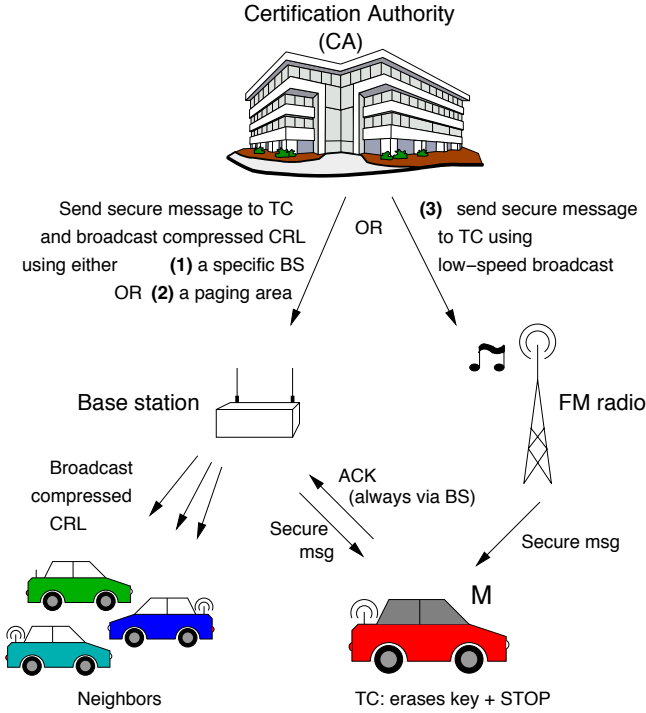 Certification Authority
(CA)
Send secure message to TC
and broadcast compressed CRL
using either (1) a specific BS
OR (2) a paging area
OR
(3) send secure message
to TC using
low−speed broadcast
Base station
FM radio
Broadcast
compressed
CRL
ACK
(always via BS)
Secure
msg
Secure msg
M
Neighbors
TC: erases key + STOP